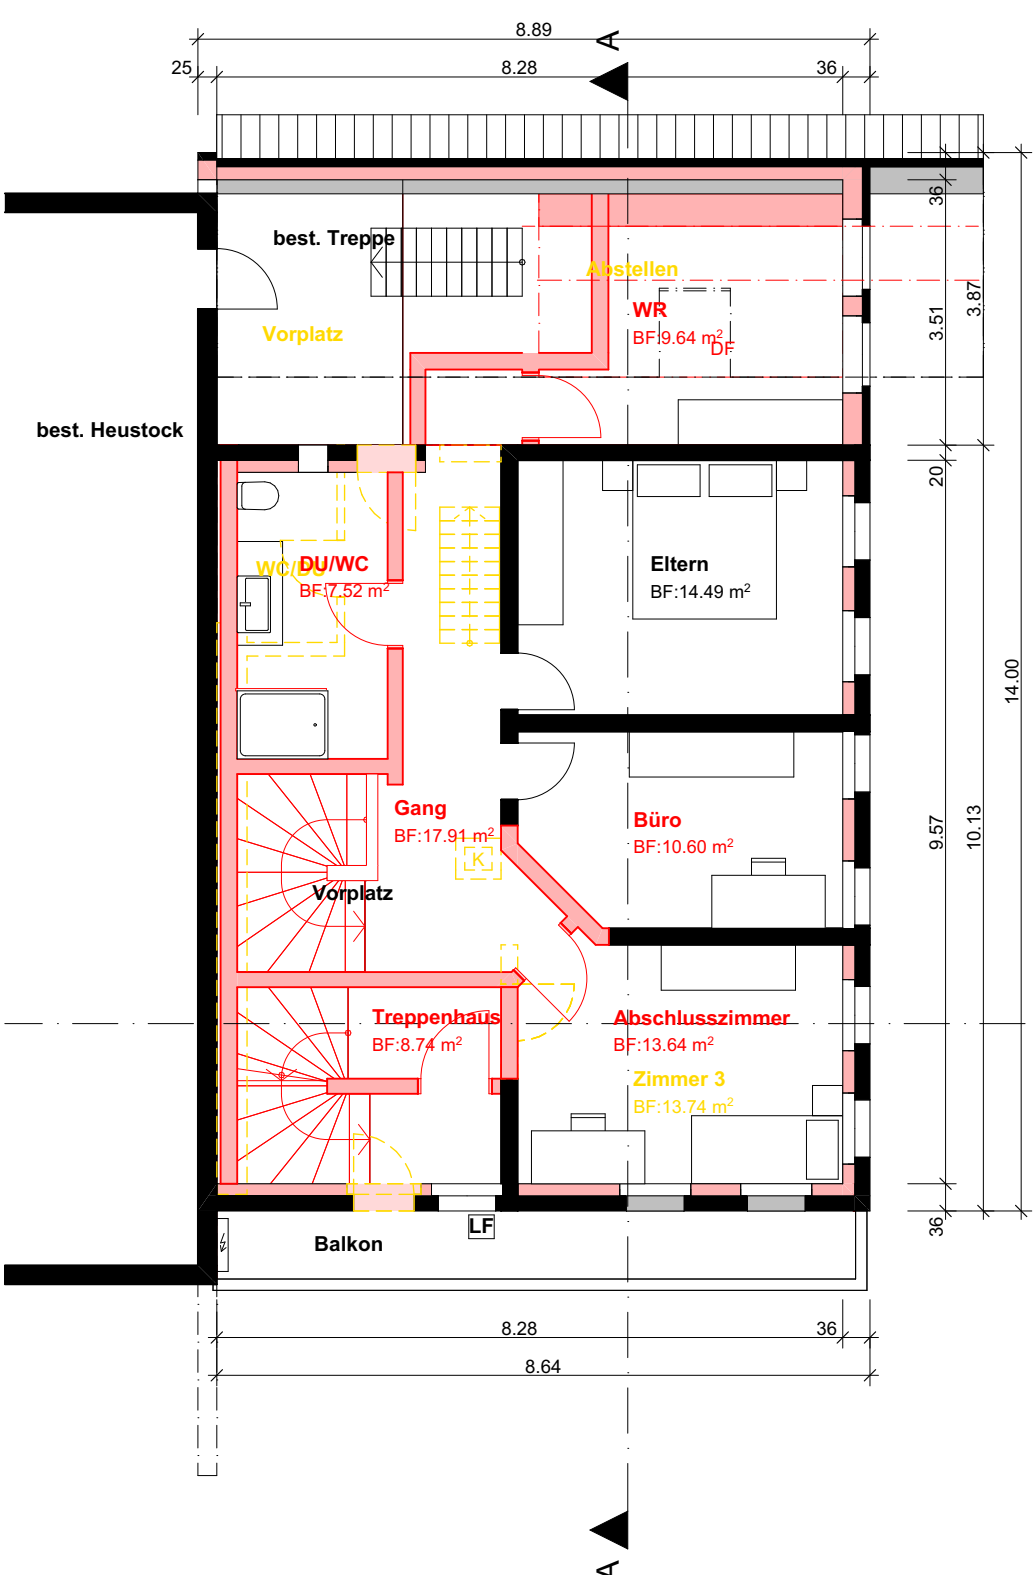 8.89
A
25
8.28
36
36
best. Treppe
Abstellen
WR
BF:9.64 m²
DF
Vorplatz
3.51
3.87
best. Heustock
20
WC/DU
DU/WC
BF:7.52 m²
Eltern
BF:14.49 m²
14.00
Gang
BF:17.91 m²
K
Büro
BF:10.60 m²
9.57
10.13
Vorplatz
Treppenhaus
BF:8.74 m²
Abschlusszimmer
BF:13.64 m²
Zimmer 3
BF:13.74 m²
LF
Balkon
36
8.28
36
8.64
A